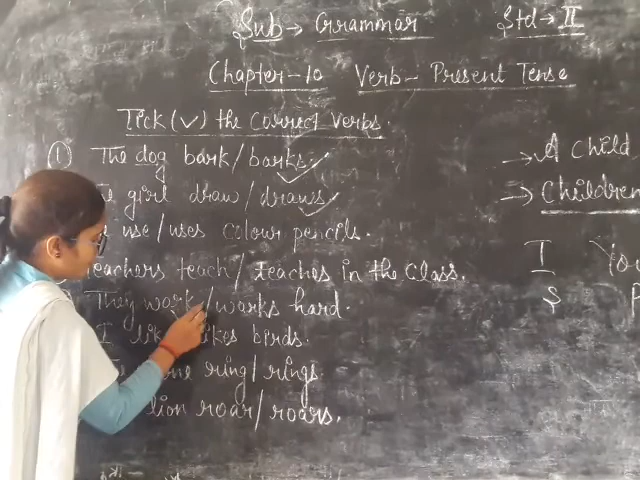 Sub → Grammar Std → II
Chapter-10 Verb - Present Tense
Tick (✓) the correct verbs.
① The dog bark / barks. ✓
girl draw / draws ✓
use / uses colour pencils.
teachers teach / teaches in the class.
They work / works hard.
I likes birds.
ring / rings
lion roar / roars.
→ A Child
→ Children
I You
S P